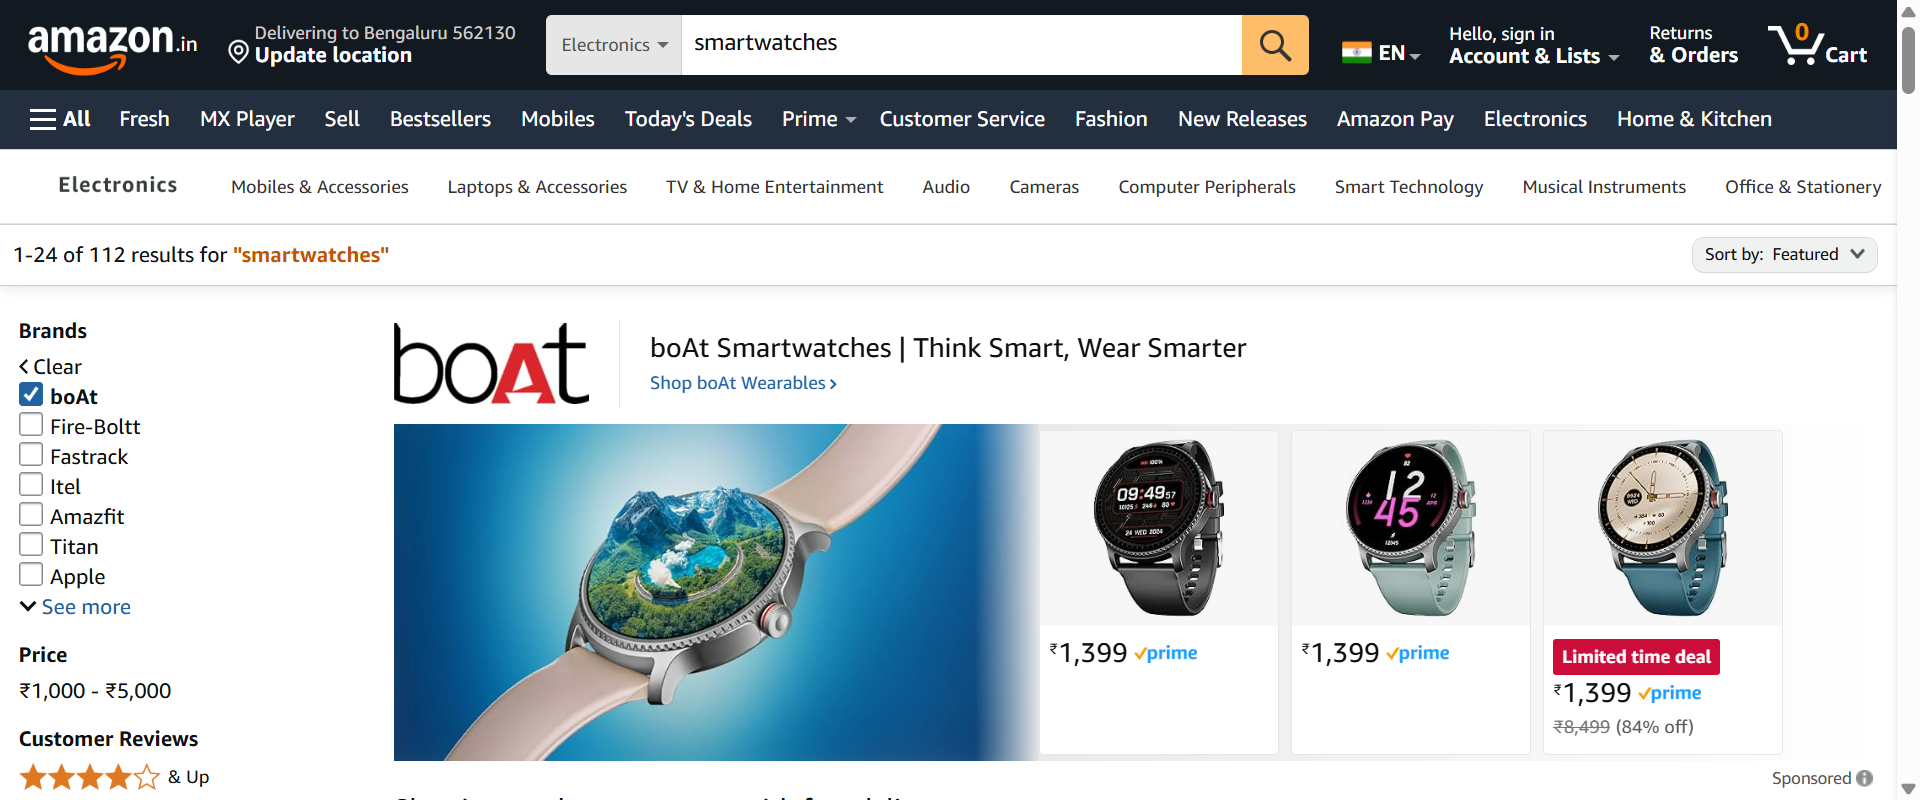 amazon.in
Delivering to Bengaluru 562130
Update location
Electronics
smartwatches
EN
Hello, sign in
Account & Lists
Returns
& Orders
0
Cart
All
Fresh
MX Player
Sell
Bestsellers
Mobiles
Today's Deals
Prime
Customer Service
Fashion
New Releases
Amazon Pay
Electronics
Home & Kitchen
Electronics
Mobiles & Accessories
Laptops & Accessories
TV & Home Entertainment
Audio
Cameras
Computer Peripherals
Smart Technology
Musical Instruments
Office & Stationery
1-24 of 112 results for "smartwatches"
Sort by: Featured
Brands
Clear
boAt
Fire-Boltt
Fastrack
Itel
Amazfit
Titan
Apple
See more
Price
₹1,000 - ₹5,000
Customer Reviews
& Up
boAt
boAt Smartwatches | Think Smart, Wear Smarter
Shop boAt Wearables
100%
09:49 57
24 WED 2024
₹1,399 prime
82
12
45
₹1,399 prime
Limited time deal
₹1,399 prime
₹8,499 (84% off)
Sponsored